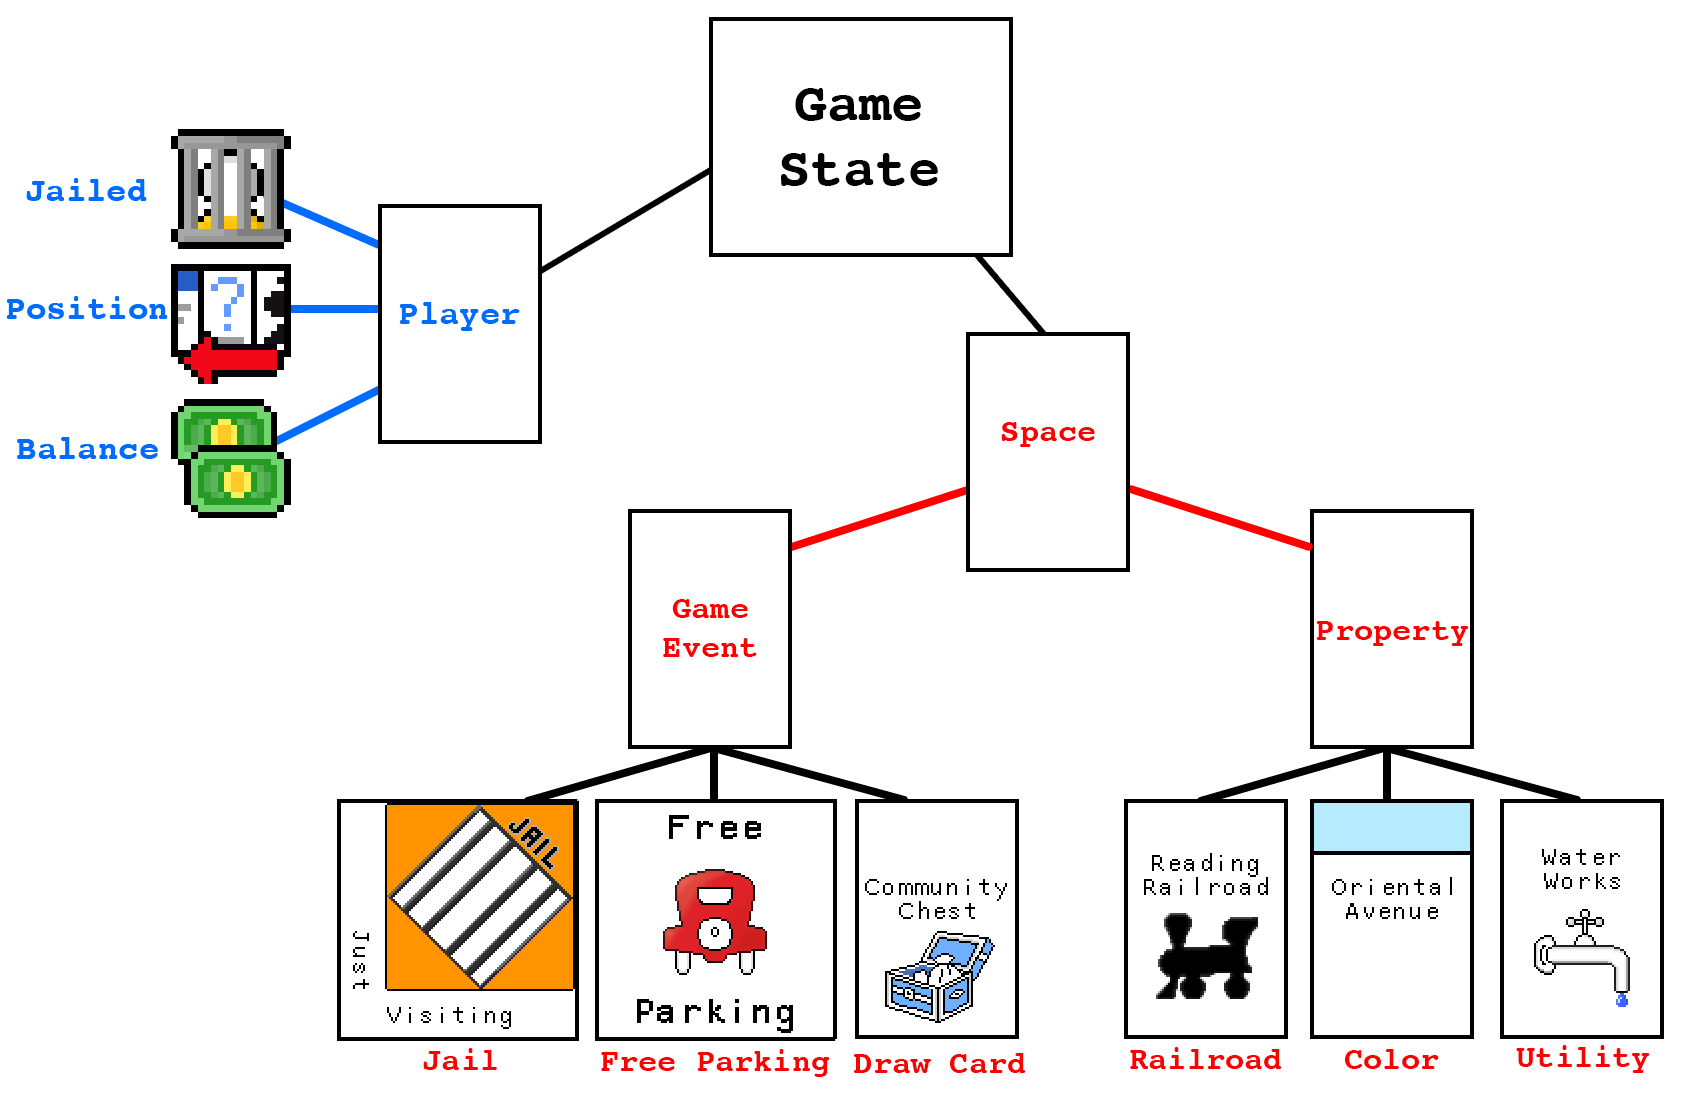 Game
State
Jailed
Position
?
Balance
Player
Space
Game
Event
Property
JAIL
Just
Visiting
Jail
Free
Parking
Free Parking
Community
Chest
Draw Card
Reading
Railroad
Railroad
Oriental
Avenue
Color
Water
Works
Utility